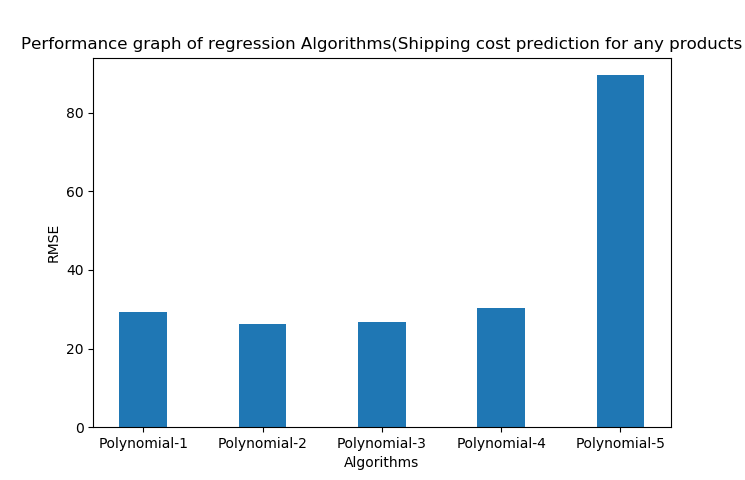 Performance graph of regression Algorithms(Shipping cost prediction for any products
80
60
40
20
0
RMSE
Polynomial-1 Polynomial-2 Polynomial-3 Polynomial-4 Polynomial-5
Algorithms